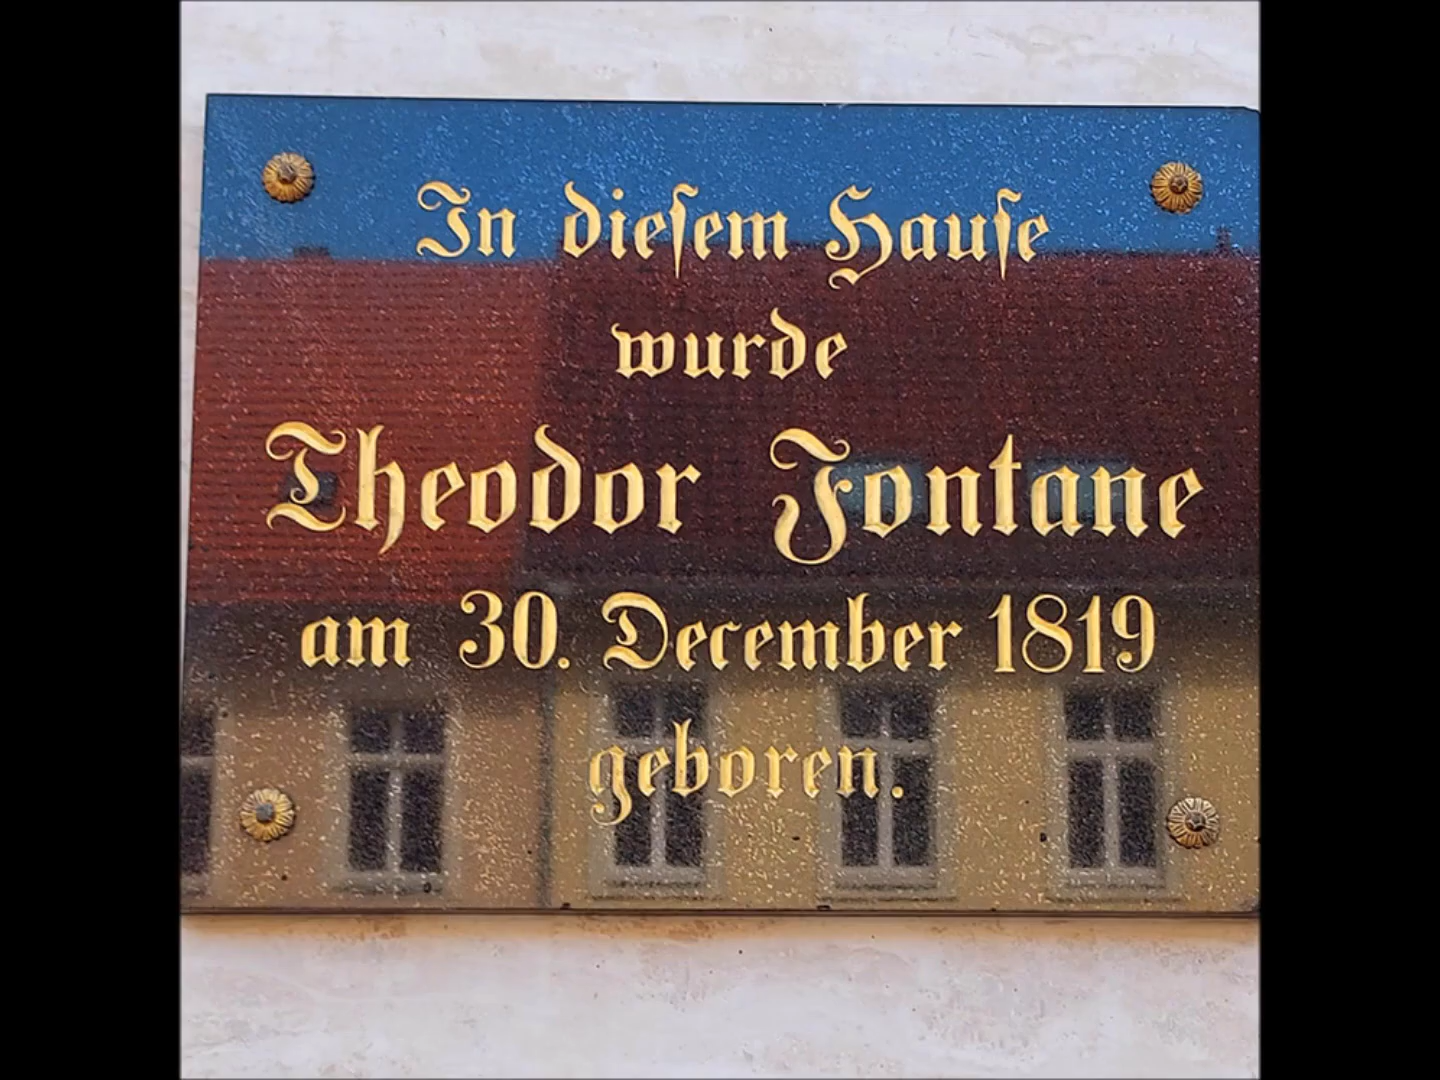 In dieſem Hauſe
wurde
Theodor Fontane
am 30. December 1819
geboren.